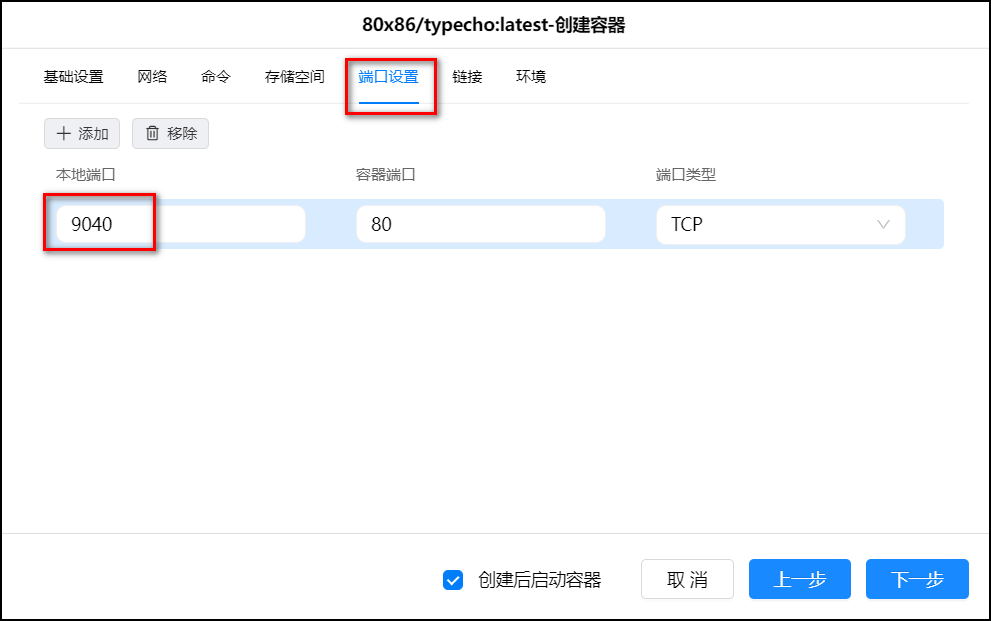 80x86/typecho:latest-创建容器
基础设置 网络 命令 存储空间 端口设置 链接 环境
添加 移除
本地端口 容器端口 端口类型
9040 80 TCP
创建后启动容器 取 消 上一步 下一步